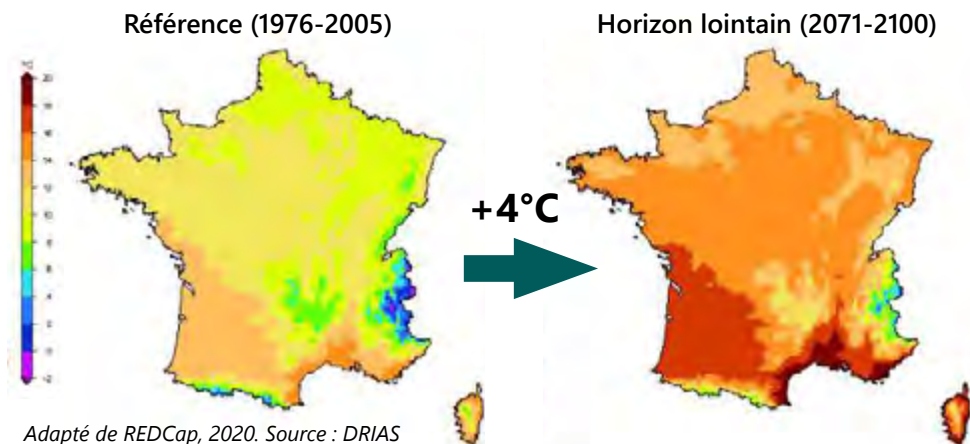 Référence (1976-2005)
Horizon lointain (2071-2100)
+4°C
Adapté de REDCap, 2020. Source : DRIAS